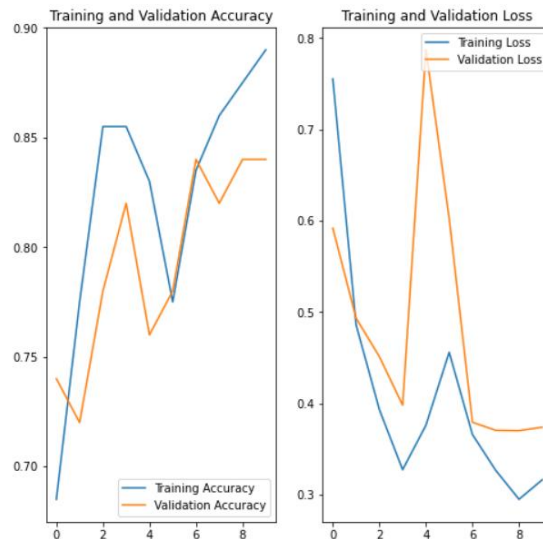 Training and Validation Accuracy
0.90
0.85
0.80
0.75
0.70
Training Accuracy
Validation Accuracy
0 2 4 6 8
Training and Validation Loss
0.8
Training Loss
Validation Loss
0.7
0.6
0.5
0.4
0.3
0 2 4 6 8